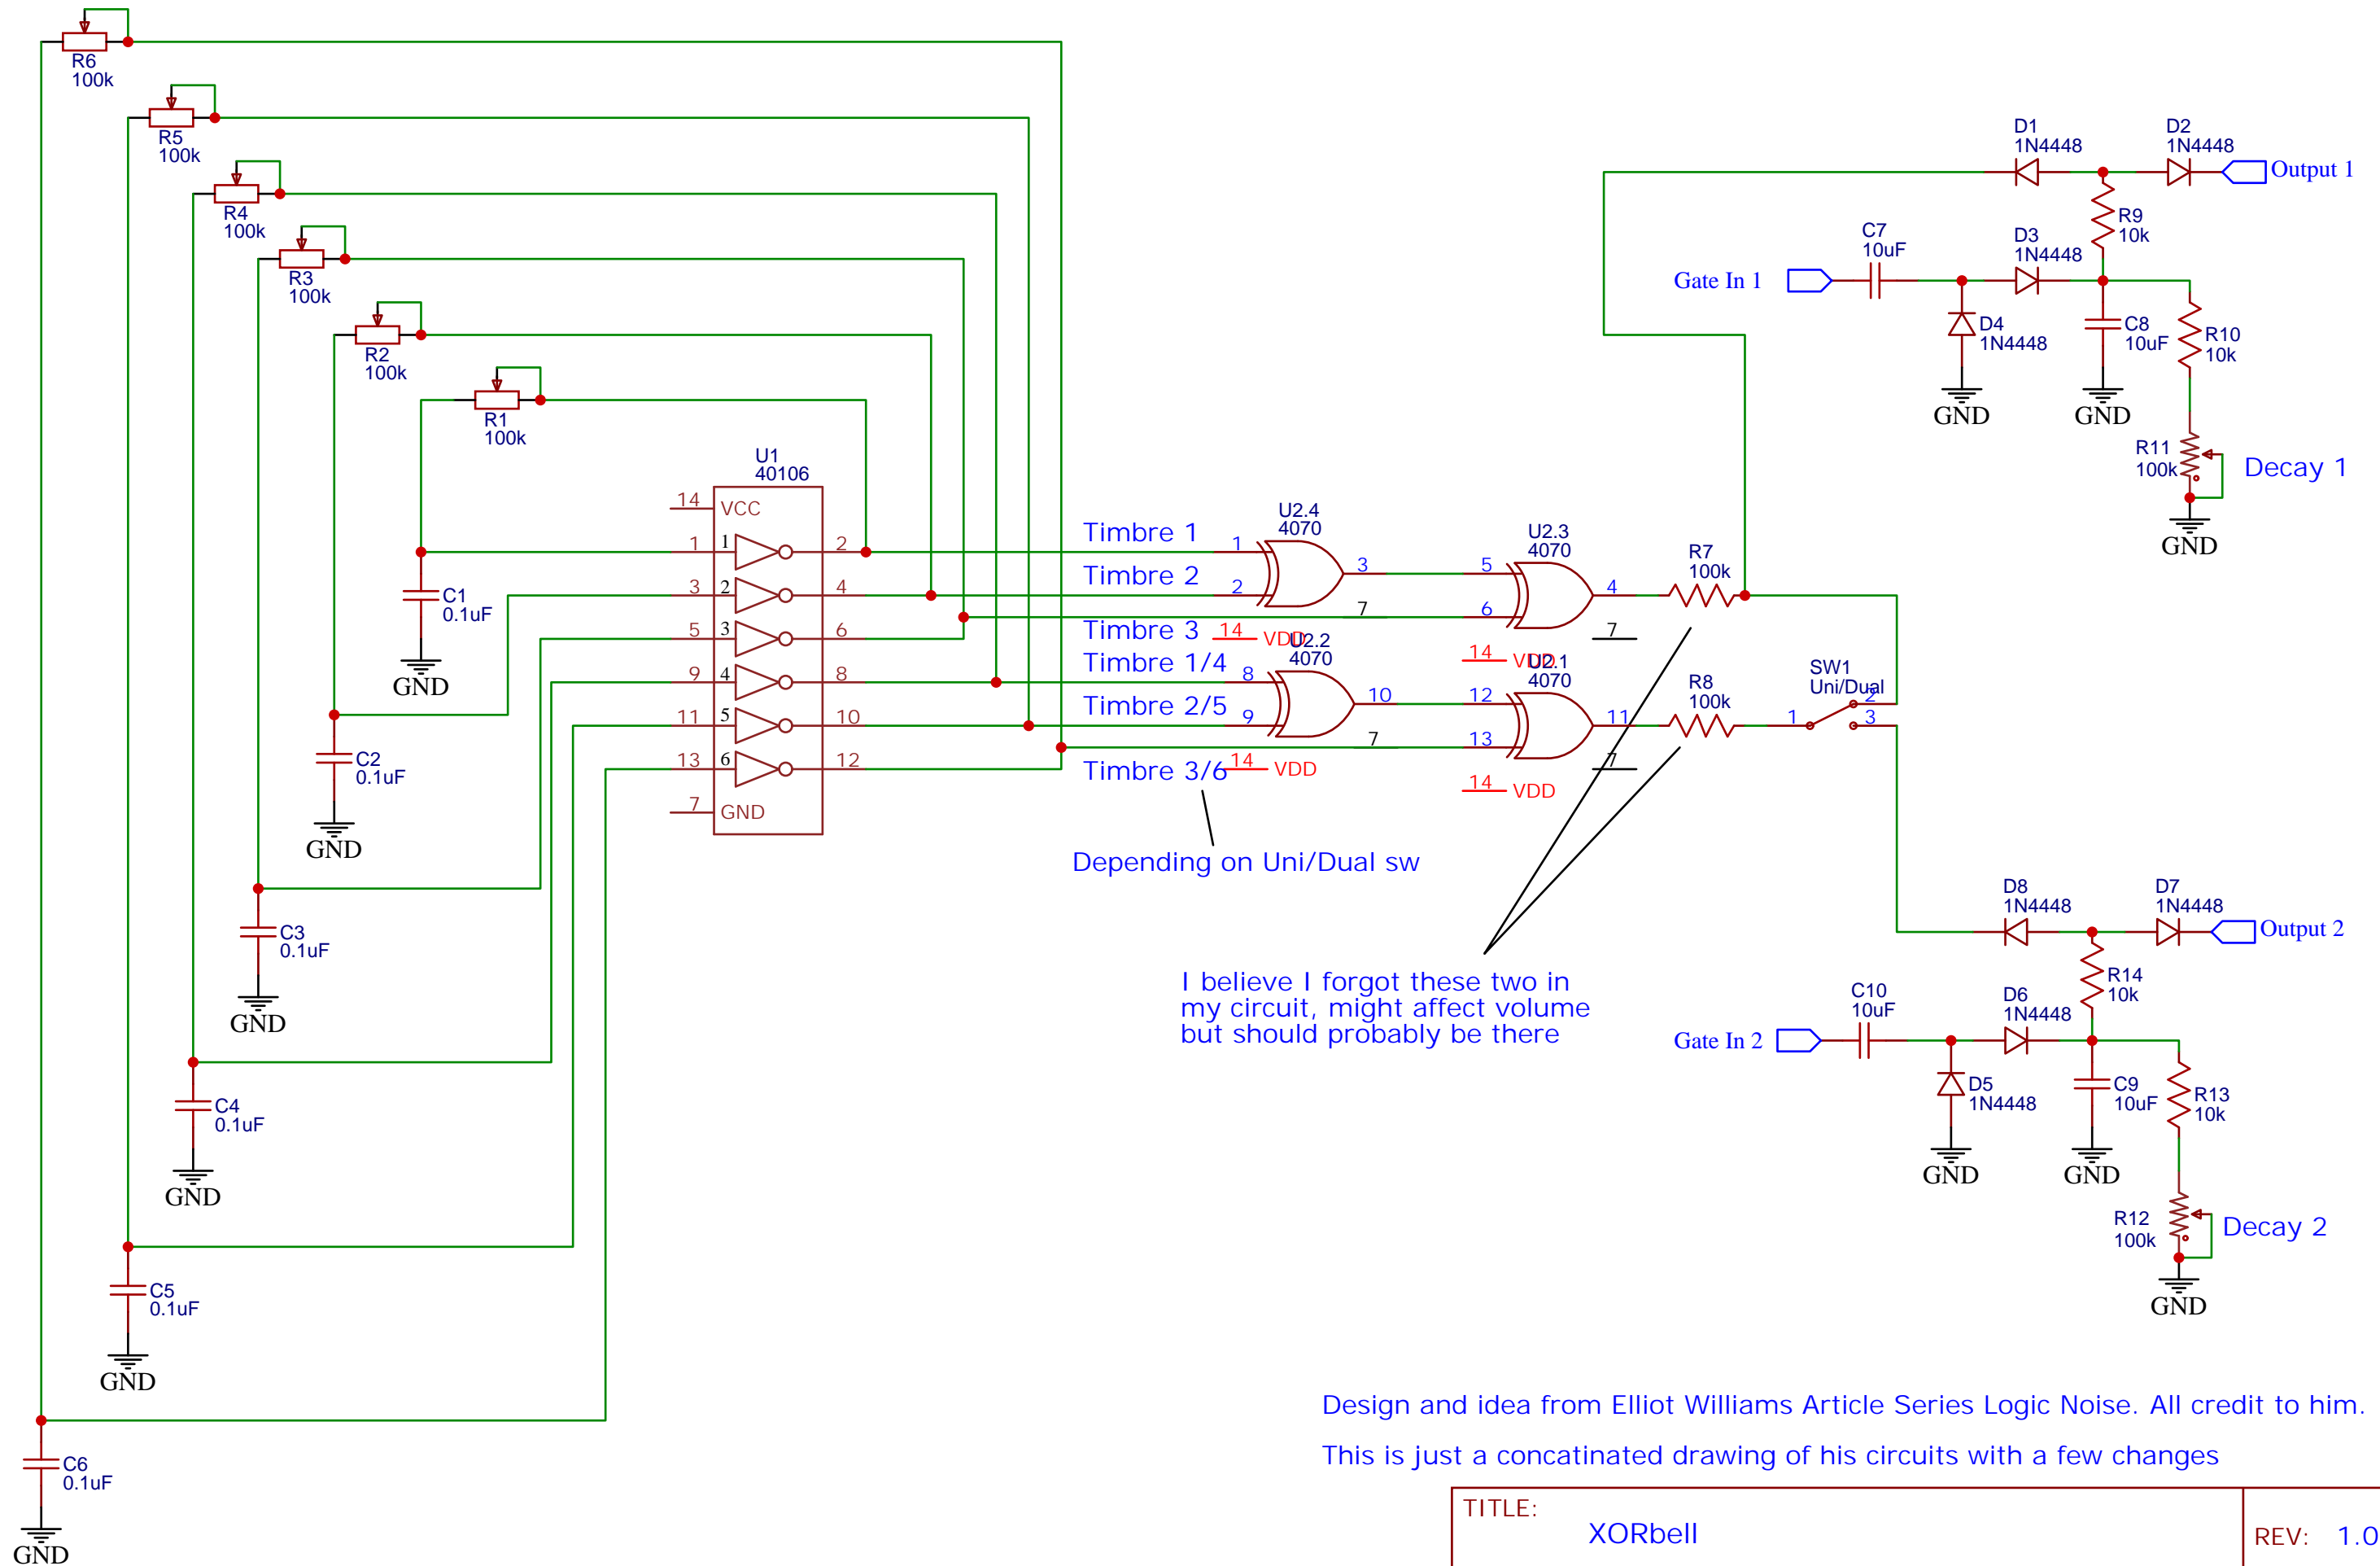 R6
100k
R5
100k
R4
100k
R3
100k
R2
100k
R1
100k
U1
40106
14 VCC
1 1 2
3 2 4
5 3 6
9 4 8
11 5 10
13 6 12
7 GND
C1
0.1uF
GND
C2
0.1uF
GND
C3
0.1uF
GND
C4
0.1uF
GND
C5
0.1uF
GND
C6
0.1uF
GND
Timbre 1
Timbre 2
Timbre 3
Timbre 1/4
Timbre 2/5
Timbre 3/6
Depending on Uni/Dual sw
U2.4
4070
1
2
3
7
14 VDD
U2.3
4070
5
6
4
7
14 VDD
U2.2
4070
8
9
10
7
14 VDD
U2.1
4070
12
13
11
7
14 VDD
R7
100k
R8
100k
SW1
Uni/Dual
1
2
3
I believe I forgot these two in
my circuit, might affect volume
but should probably be there
D1
1N4448
D2
1N4448
Output 1
R9
10k
C7
10uF
D3
1N4448
Gate In 1
D4
1N4448
GND
C8
10uF
GND
R10
10k
R11
100k
Decay 1
GND
D8
1N4448
D7
1N4448
Output 2
R14
10k
C10
10uF
D6
1N4448
Gate In 2
D5
1N4448
GND
C9
10uF
GND
R13
10k
R12
100k
Decay 2
GND
Design and idea from Elliot Williams Article Series Logic Noise. All credit to him.
This is just a concatinated drawing of his circuits with a few changes
TITLE:
XORbell
REV: 1.0